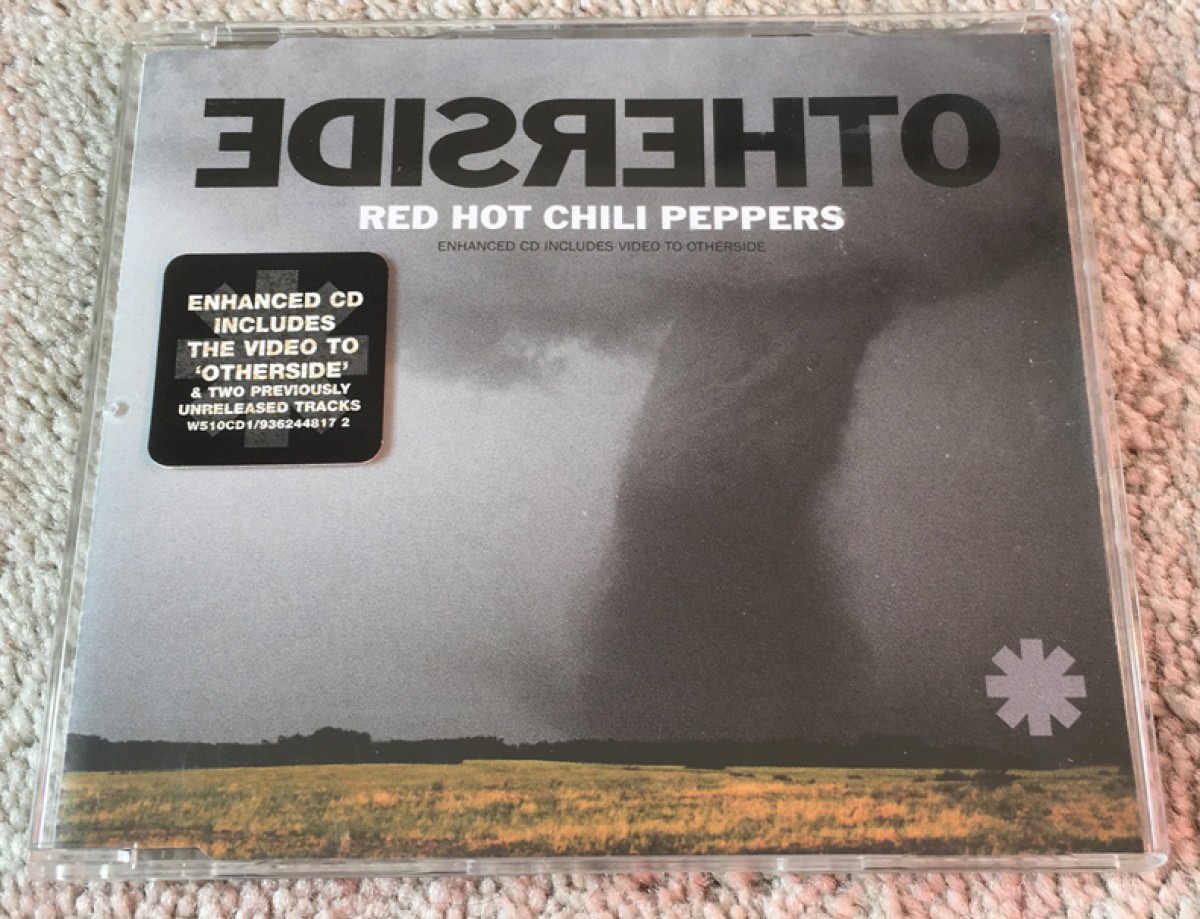 OTHERSIDE
RED HOT CHILI PEPPERS
ENHANCED CD INCLUDES VIDEO TO OTHERSIDE
ENHANCED CD
INCLUDES
THE VIDEO TO
‘OTHERSIDE’
& TWO PREVIOUSLY
UNRELEASED TRACKS
W510CD1/936244817 2